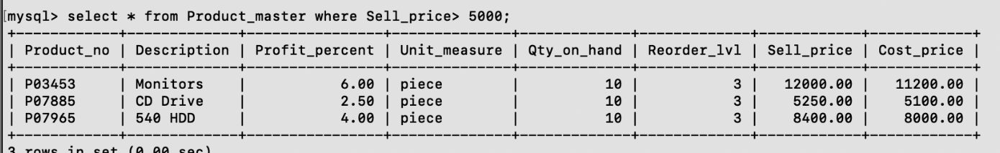 mysql> select * from Product_master where Sell_price> 5000;
+------------+-------------+----------------+--------------+-------------+-------------+------------+------------+
| Product_no | Description | Profit_percent | Unit_measure | Qty_on_hand | Reorder_lvl | Sell_price | Cost_price |
+------------+-------------+----------------+--------------+-------------+-------------+------------+------------+
| P03453     | Monitors    |           6.00 | piece        |          10 |           3 |   12000.00 |   11200.00 |
| P07885     | CD Drive    |           2.50 | piece        |          10 |           3 |    5250.00 |    5100.00 |
| P07965     | 540 HDD     |           4.00 | piece        |          10 |           3 |    8400.00 |    8000.00 |
+------------+-------------+----------------+--------------+-------------+-------------+------------+------------+
3 rows in set (0.00 sec)